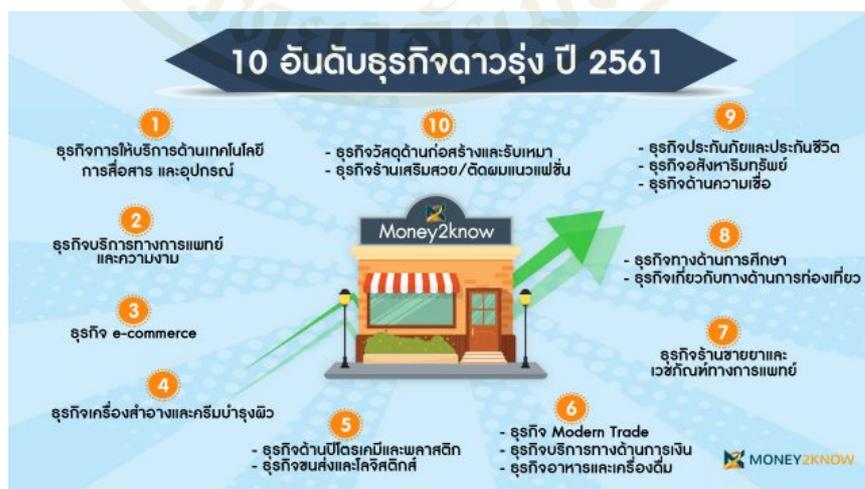 10 อันดับธุรกิจดาวรุ่ง ปี 2561
1
ธุรกิจการให้บริการด้านเทคโนโลยี
การสื่อสาร และอุปกรณ์
2
ธุรกิจบริการทางการแพทย์
และความงาม
3
ธุรกิจ e-commerce
4
ธุรกิจเครื่องสำอางและครีมบำรุงผิว
5
- ธุรกิจด้านปิโตรเคมีและพลาสติก
- ธุรกิจขนส่งและโลจิสติกส์
6
- ธุรกิจ Modern Trade
- ธุรกิจบริการทางด้านการเงิน
- ธุรกิจอาหารและเครื่องดื่ม
7
ธุรกิจร้านขายยาและ
เวชภัณฑ์ทางการแพทย์
8
- ธุรกิจทางด้านการศึกษา
- ธุรกิจเกี่ยวกับทางด้านการท่องเที่ยว
9
- ธุรกิจประกันภัยและประกันชีวิต
- ธุรกิจอสังหาริมทรัพย์
- ธุรกิจด้านความเชื่อ
10
- ธุรกิจวัสดุด้านก่อสร้างและรับเหมา
- ธุรกิจร้านเสริมสวย/ตัดผมแนวแฟชั่น
Money2know
MONEY2KNOW